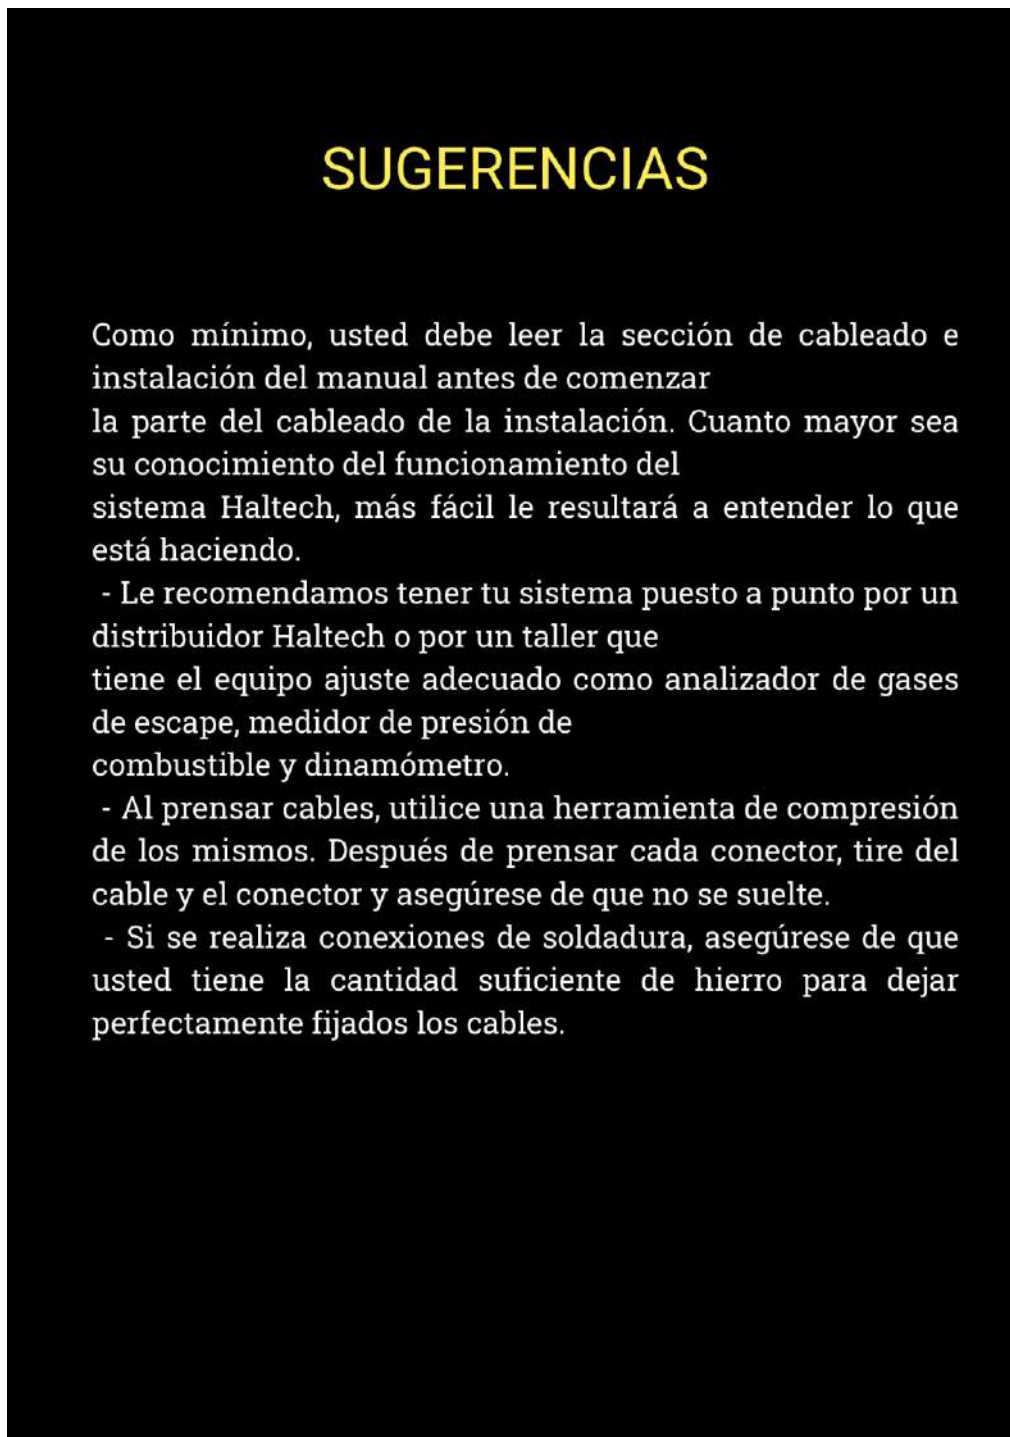 SUGERENCIAS
Como mínimo, usted debe leer la sección de cableado e
instalación del manual antes de comenzar
la parte del cableado de la instalación. Cuanto mayor sea
su conocimiento del funcionamiento del
sistema Haltech, más fácil le resultará a entender lo que
está haciendo.
- Le recomendamos tener tu sistema puesto a punto por un
distribuidor Haltech o por un taller que
tiene el equipo ajuste adecuado como analizador de gases
de escape, medidor de presión de
combustible y dinamómetro.
- Al prensar cables, utilice una herramienta de compresión
de los mismos. Después de prensar cada conector, tire del
cable y el conector y asegúrese de que no se suelte.
- Si se realiza conexiones de soldadura, asegúrese de que
usted tiene la cantidad suficiente de hierro para dejar
perfectamente fijados los cables.